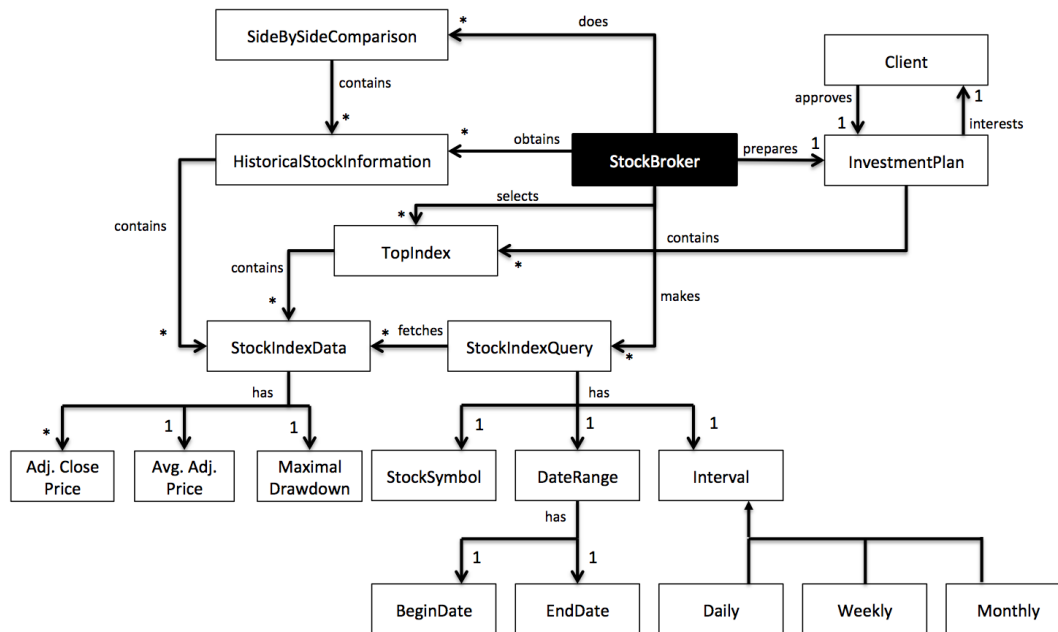 *
does
SideBySideComparison
Client
contains
approves
1
1
interests
*
*
obtains
HistoricalStockInformation
StockBroker
prepares
1
InvestmentPlan
selects
contains
*
TopIndex
contains
*
contains
*
makes
*
*
fetches
StockIndexData
StockIndexQuery
*
has
has
*
1
1
1
1
1
Adj. Close
Price
Avg. Adj.
Price
Maximal
Drawdown
StockSymbol
DateRange
Interval
has
1
1
BeginDate
EndDate
Daily
Weekly
Monthly